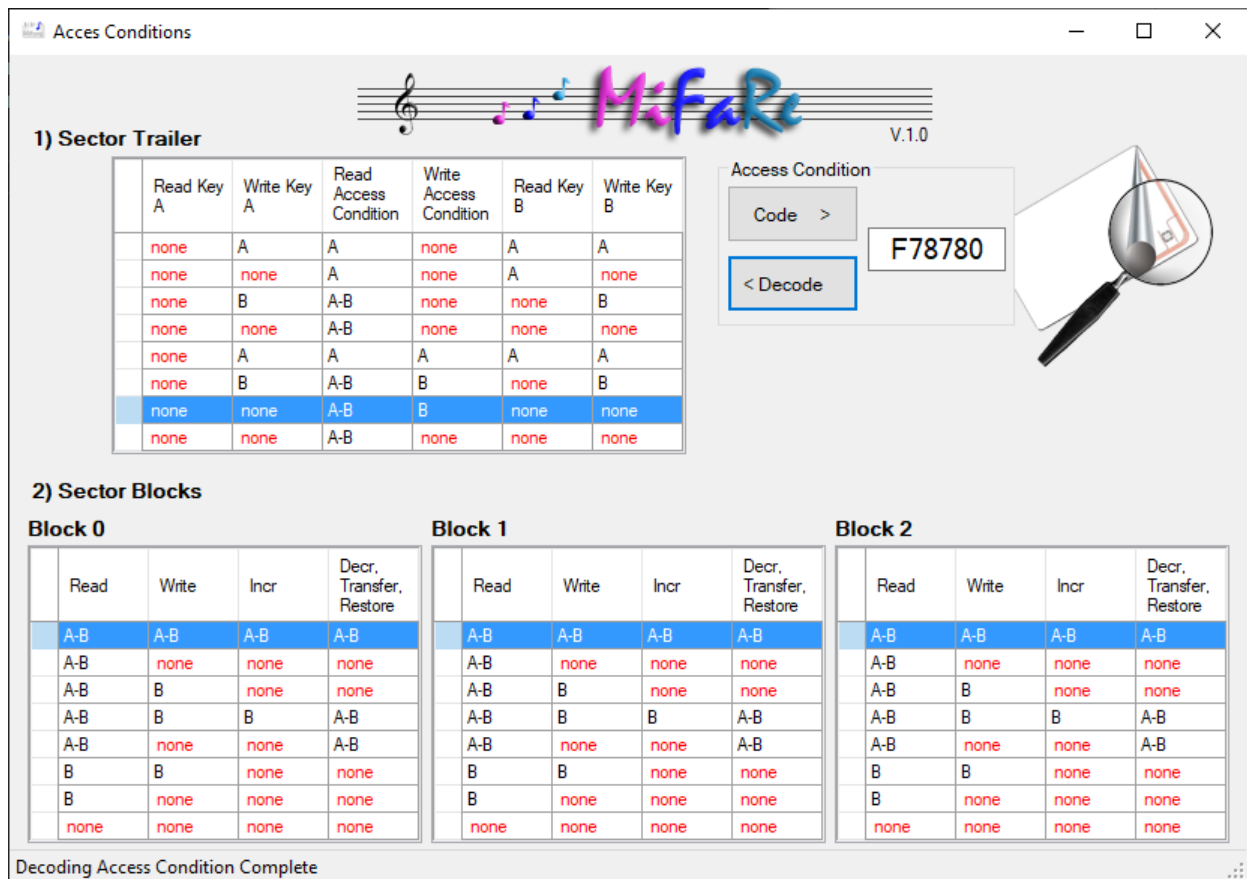 Acces Conditions
MiFaRe
V.1.0
1) Sector Trailer
Read Key A Write Key A Read Access Condition Write Access Condition Read Key B Write Key B
none A A none A A
none none A none A none
none B A-B none none B
none none A-B none none none
none A A A A A
none B A-B B none B
none none A-B B none none
none none A-B none none none
Access Condition
Code >
F78780
< Decode
2) Sector Blocks
Block 0
Read Write Incr Decr, Transfer, Restore
A-B A-B A-B A-B
A-B none none none
A-B B none none
A-B B B A-B
A-B none none A-B
B B none none
B none none none
none none none none
Block 1
Read Write Incr Decr, Transfer, Restore
A-B A-B A-B A-B
A-B none none none
A-B B none none
A-B B B A-B
A-B none none A-B
B B none none
B none none none
none none none none
Block 2
Read Write Incr Decr, Transfer, Restore
A-B A-B A-B A-B
A-B none none none
A-B B none none
A-B B B A-B
A-B none none A-B
B B none none
B none none none
none none none none
Decoding Access Condition Complete